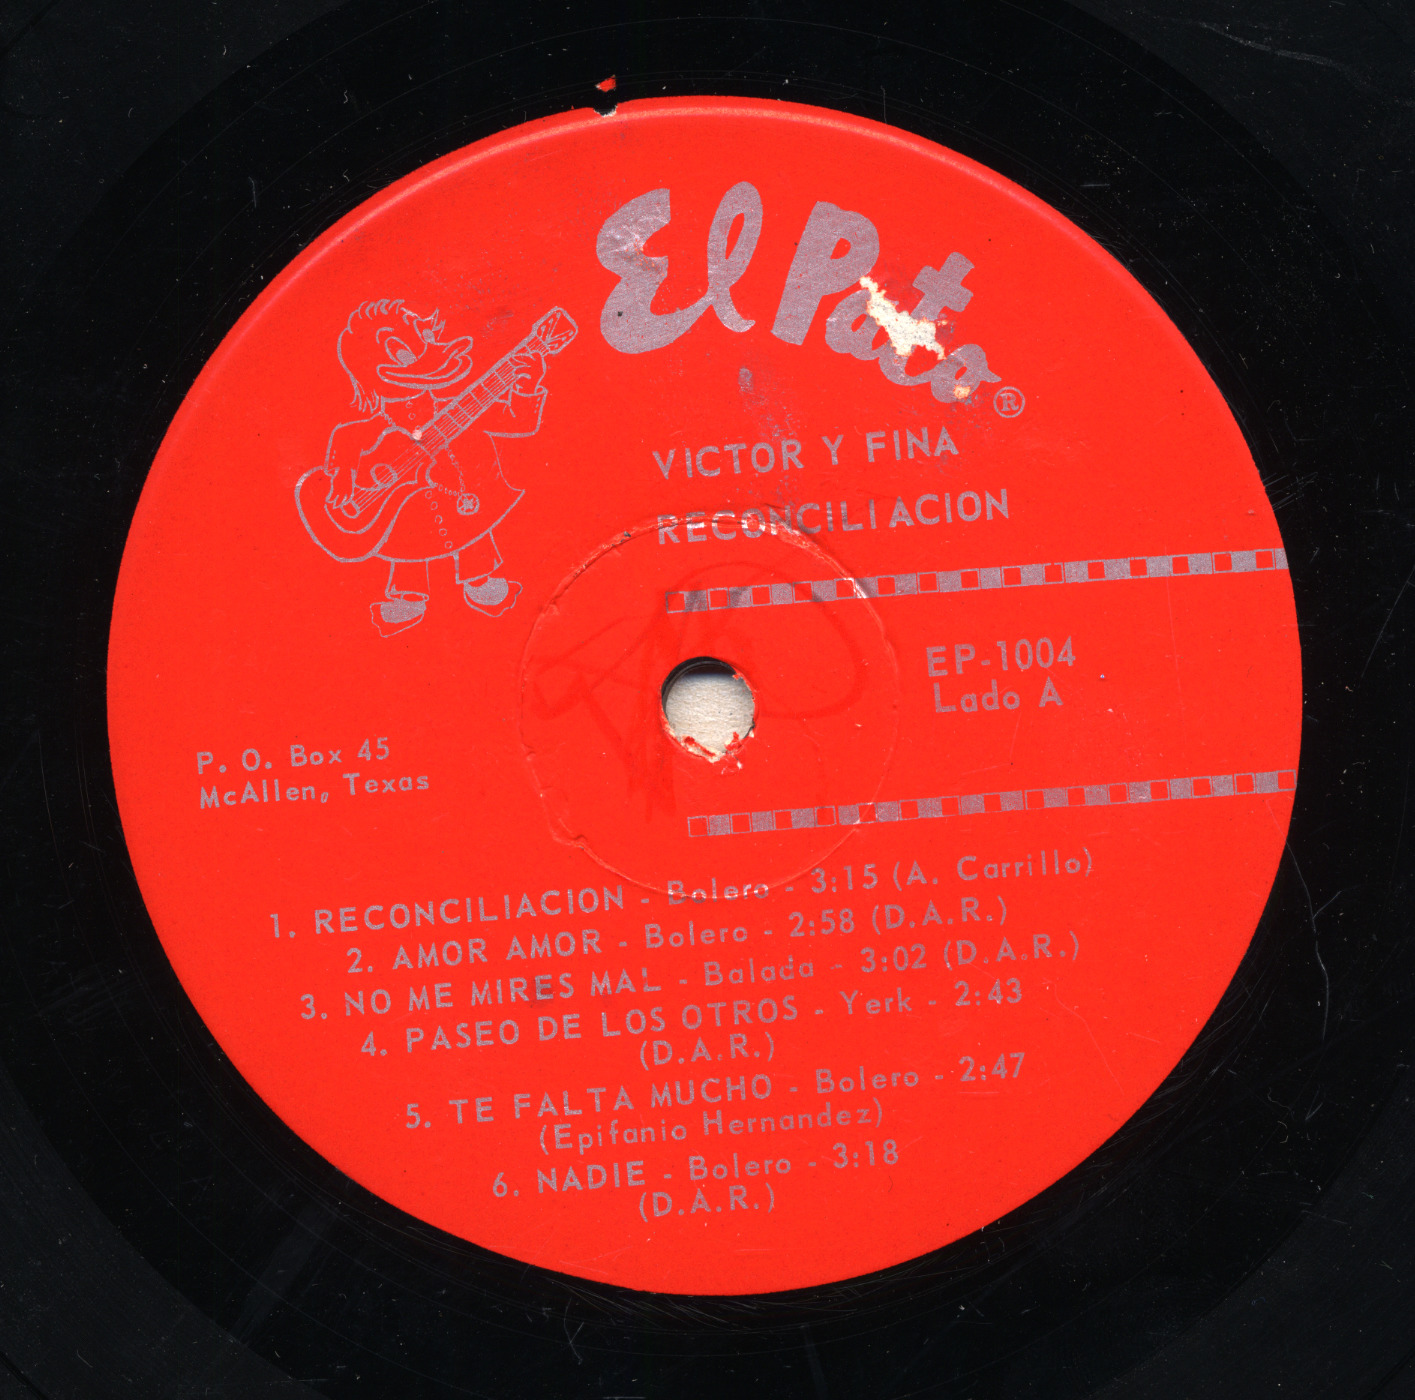 El Pato ®
VICTOR Y FINA
RECONCILIACION
EP-1004
Lado A
P. O. Box 45
McAllen, Texas
1. RECONCILIACION - Bolero - 3:15 (A. Carrillo)
2. AMOR AMOR - Bolero - 2:58 (D.A.R.)
3. NO ME MIRES MAL - Balada - 3:02 (D.A.R.)
4. PASEO DE LOS OTROS - Yerk - 2:43
(D.A.R.)
5. TE FALTA MUCHO - Bolero - 2:47
(Epifanio Hernandez)
6. NADIE - Bolero - 3:18
(D.A.R.)